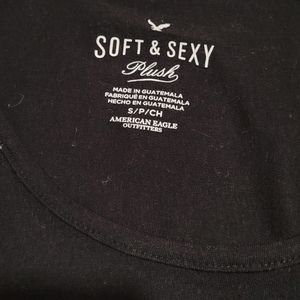 SOFT & SEXY
Plush
MADE IN GUATEMALA
FABRIQUÉ EN GUATEMALA
HECHO EN GUATEMALA
S/P/CH
AMERICAN EAGLE
OUTFITTERS